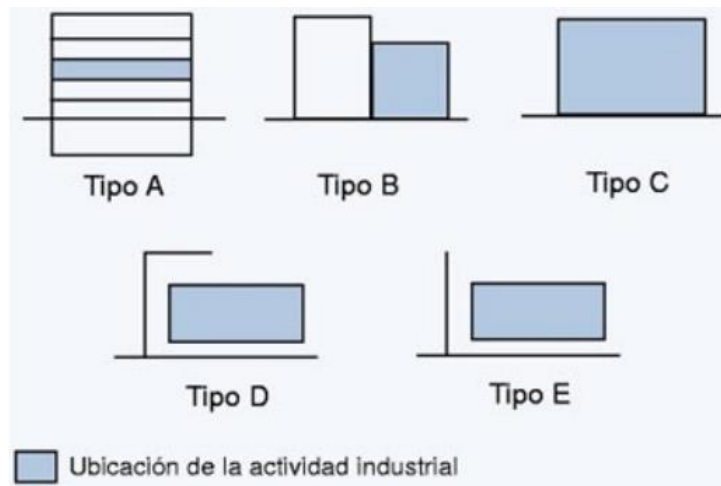 Tipo A
Tipo B
Tipo C
Tipo D
Tipo E
Ubicación de la actividad industrial